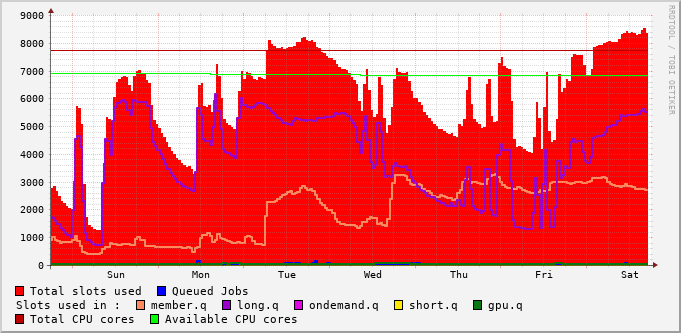 9000
8000
7000
6000
5000
4000
3000
2000
1000
0
Sun Mon Tue Wed Thu Fri Sat
RRDTOOL / TOBI OETIKER
Total slots used Queued Jobs
Slots used in : member.q long.q ondemand.q short.q gpu.q
Total CPU cores Available CPU cores